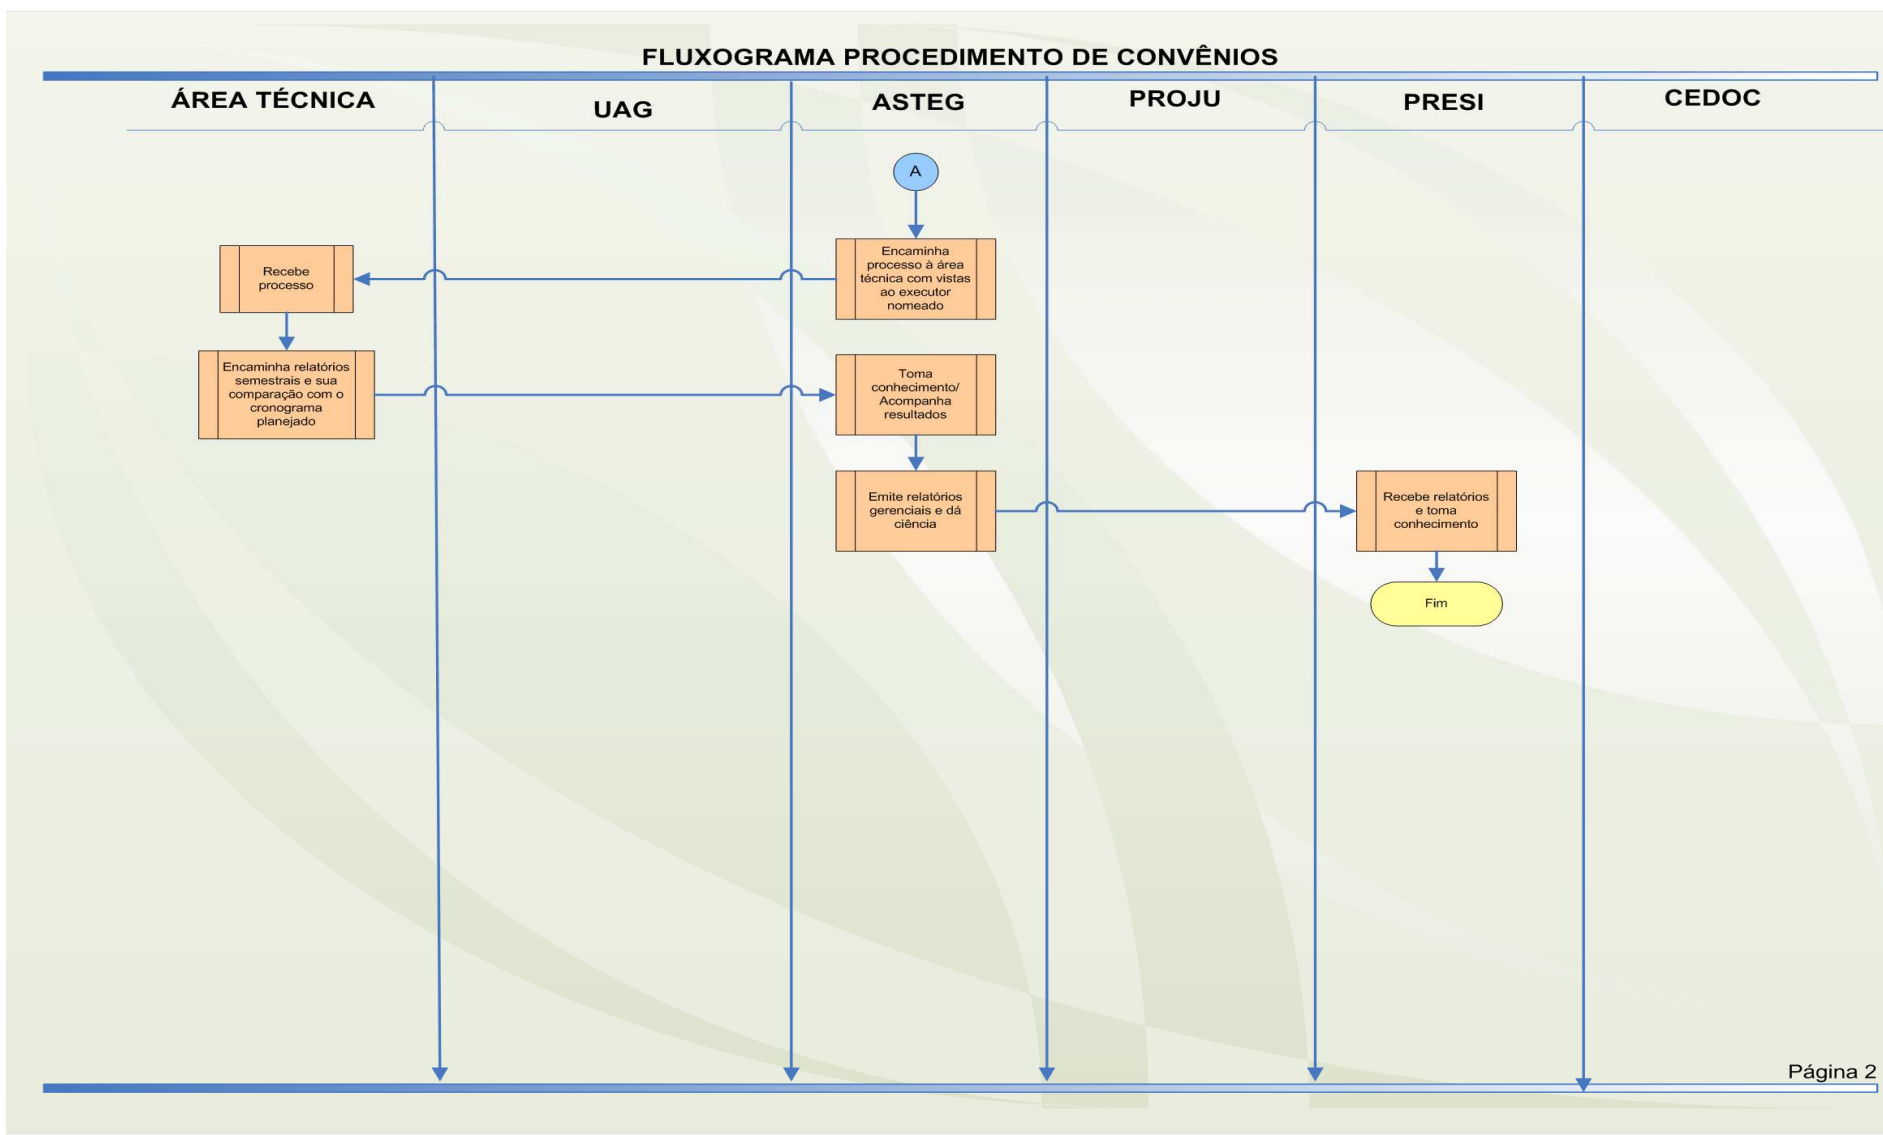 FLUXOGRAMA PROCEDIMENTO DE CONVÊNIOS
ÁREA TÉCNICA
UAG
ASTEG
PROJU
PRESI
CEDOC
A
Encaminha
processo à área
técnica com vistas
ao executor
nomeado
Recebe
processo
Encaminha relatórios
semestrais e sua
comparação com o
cronograma
planejado
Toma
conhecimento/
Acompanha
resultados
Emite relatórios
gerenciais e dá
ciência
Recebe relatórios
e toma
conhecimento
Fim
Página 2